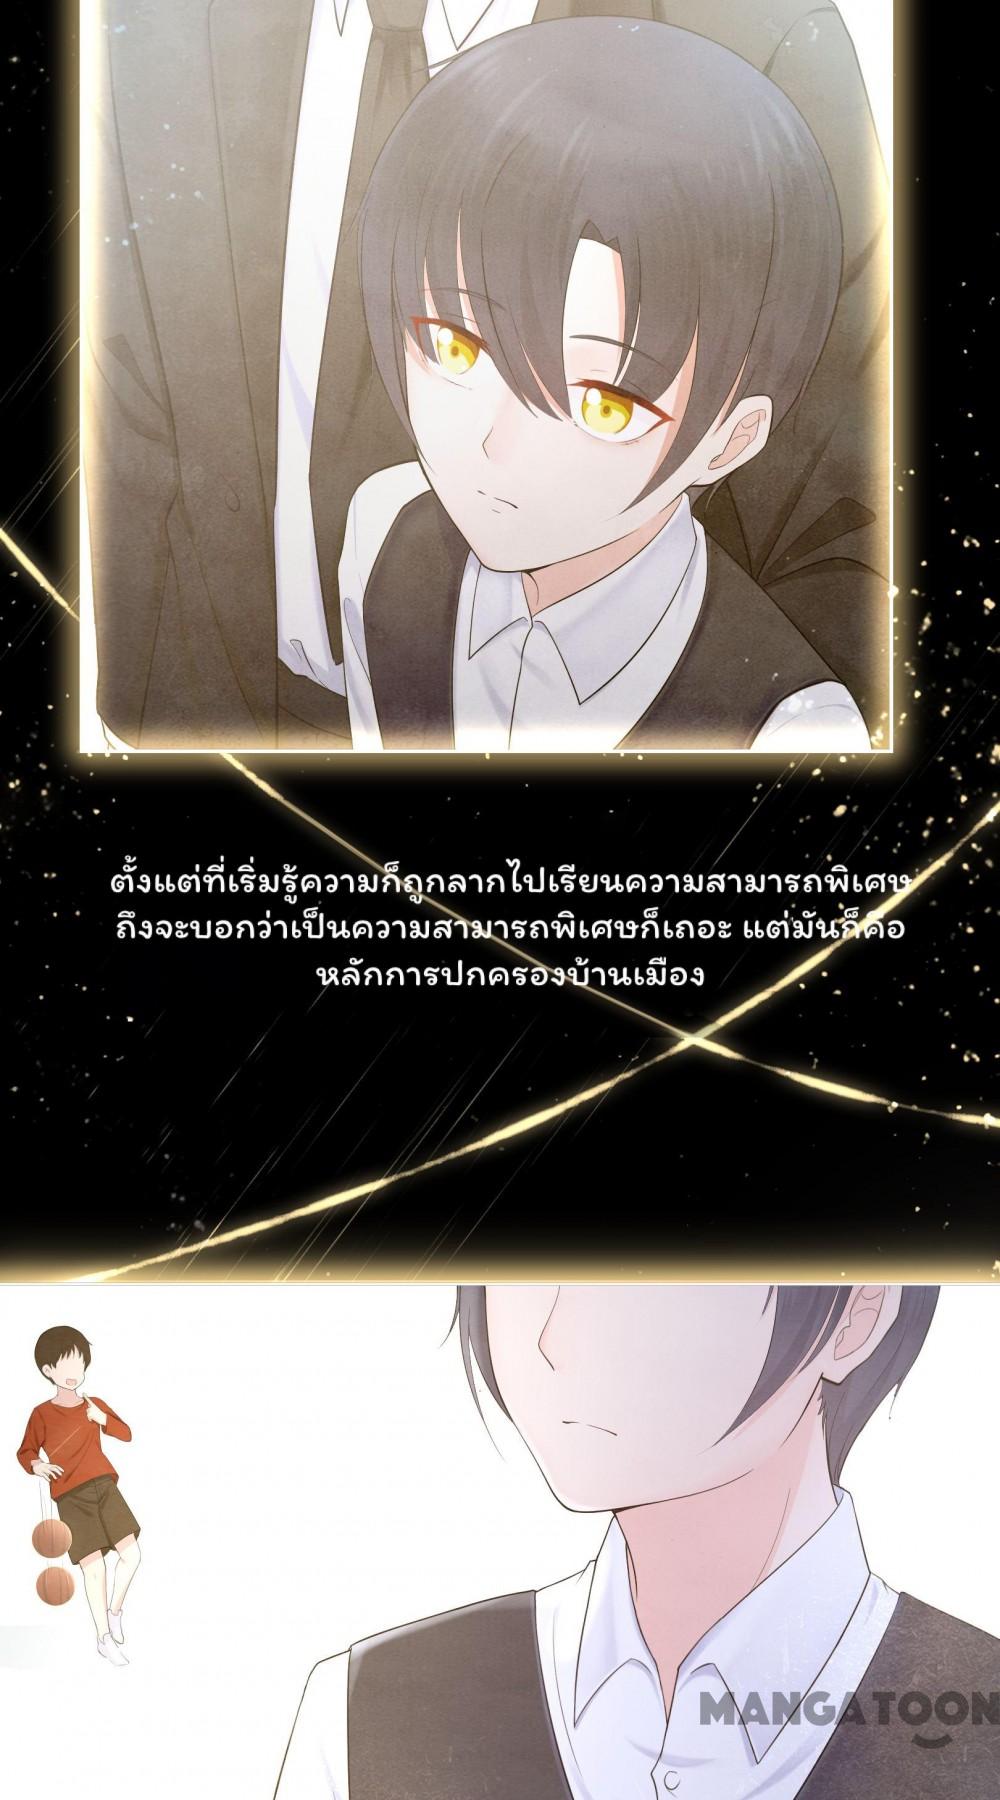 ตั้งแต่ที่เริ่มรู้ความก็ถูกลากไปเรียนความสามารถพิเศษ
ถึงจะบอกว่าเป็นความสามารถพิเศษก็เถอะ แต่มันก็คือ
หลักการปกครองบ้านเมือง
MANGATOON